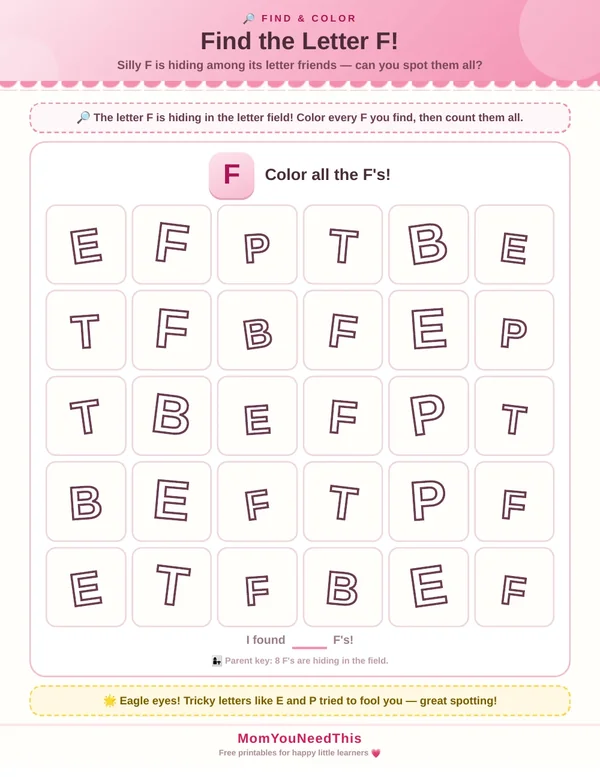 🔎 FIND & COLOR
Find the Letter F!
Silly F is hiding among its letter friends — can you spot them all?
🔎 The letter F is hiding in the letter field! Color every F you find, then count them all.
F Color all the F's!
E F P T B E
T F B F E P
T B E F P T
B E F T P F
E T F B E F
I found ____ F's!
Parent key: 8 F's are hiding in the field.
🌟 Eagle eyes! Tricky letters like E and P tried to fool you — great spotting!
MomYouNeedThis
Free printables for happy little learners 💗